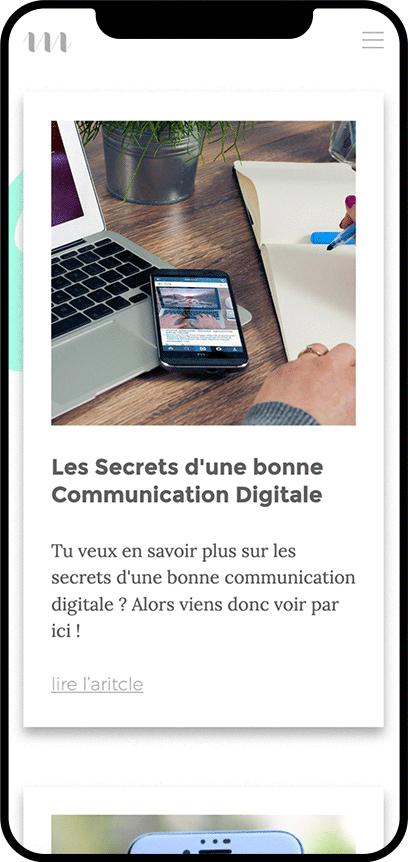 m
Les Secrets d'une bonne
Communication Digitale
Tu veux en savoir plus sur les
secrets d'une bonne communication
digitale ? Alors viens donc voir par
ici !
lire l'aritcle